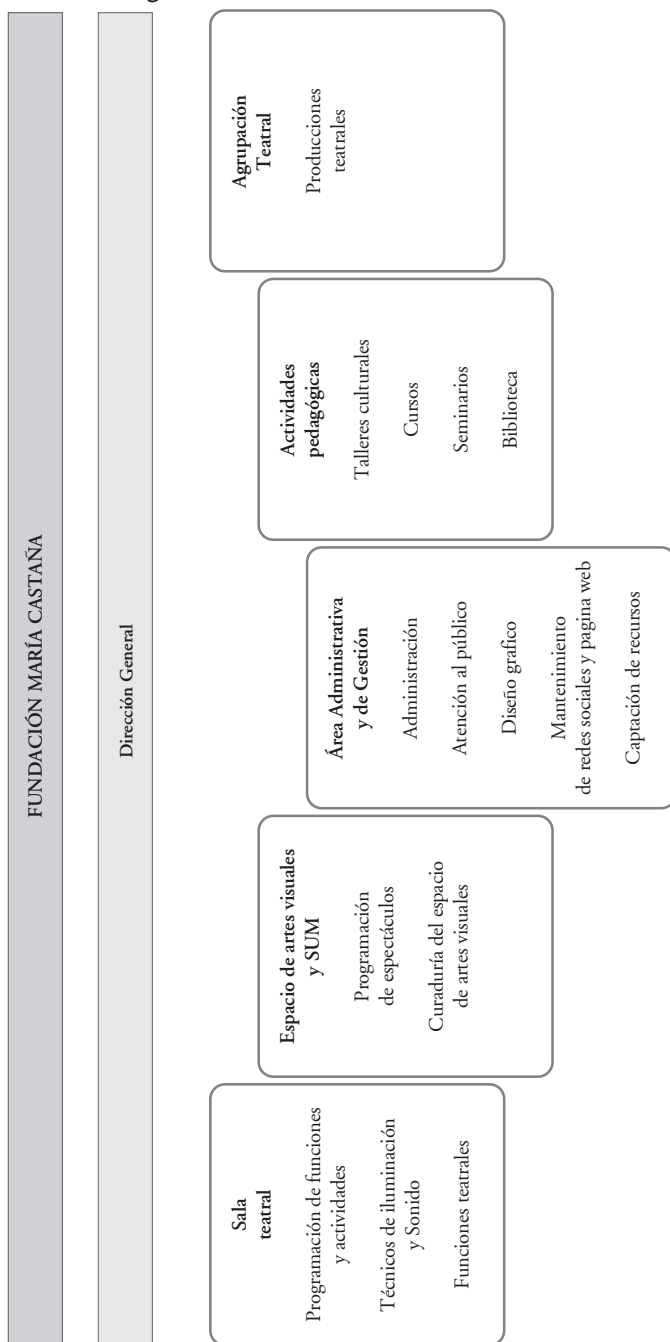 FUNDACIÓN MARÍA CASTAÑA
Dirección General
Sala
teatral
Programación de funciones
y actividades
Técnicos de iluminación
y Sonido
Funciones teatrales
Espacio de artes visuales
y SUM
Programación
de espectáculos
Curaduría del espacio
de artes visuales
Área Administrativa
y de Gestión
Administración
Atención al público
Diseño grafico
Mantenimiento
de redes sociales y pagina web
Captación de recursos
Actividades
pedagógicas
Talleres culturales
Cursos
Seminarios
Biblioteca
Agrupación
Teatral
Producciones
teatrales